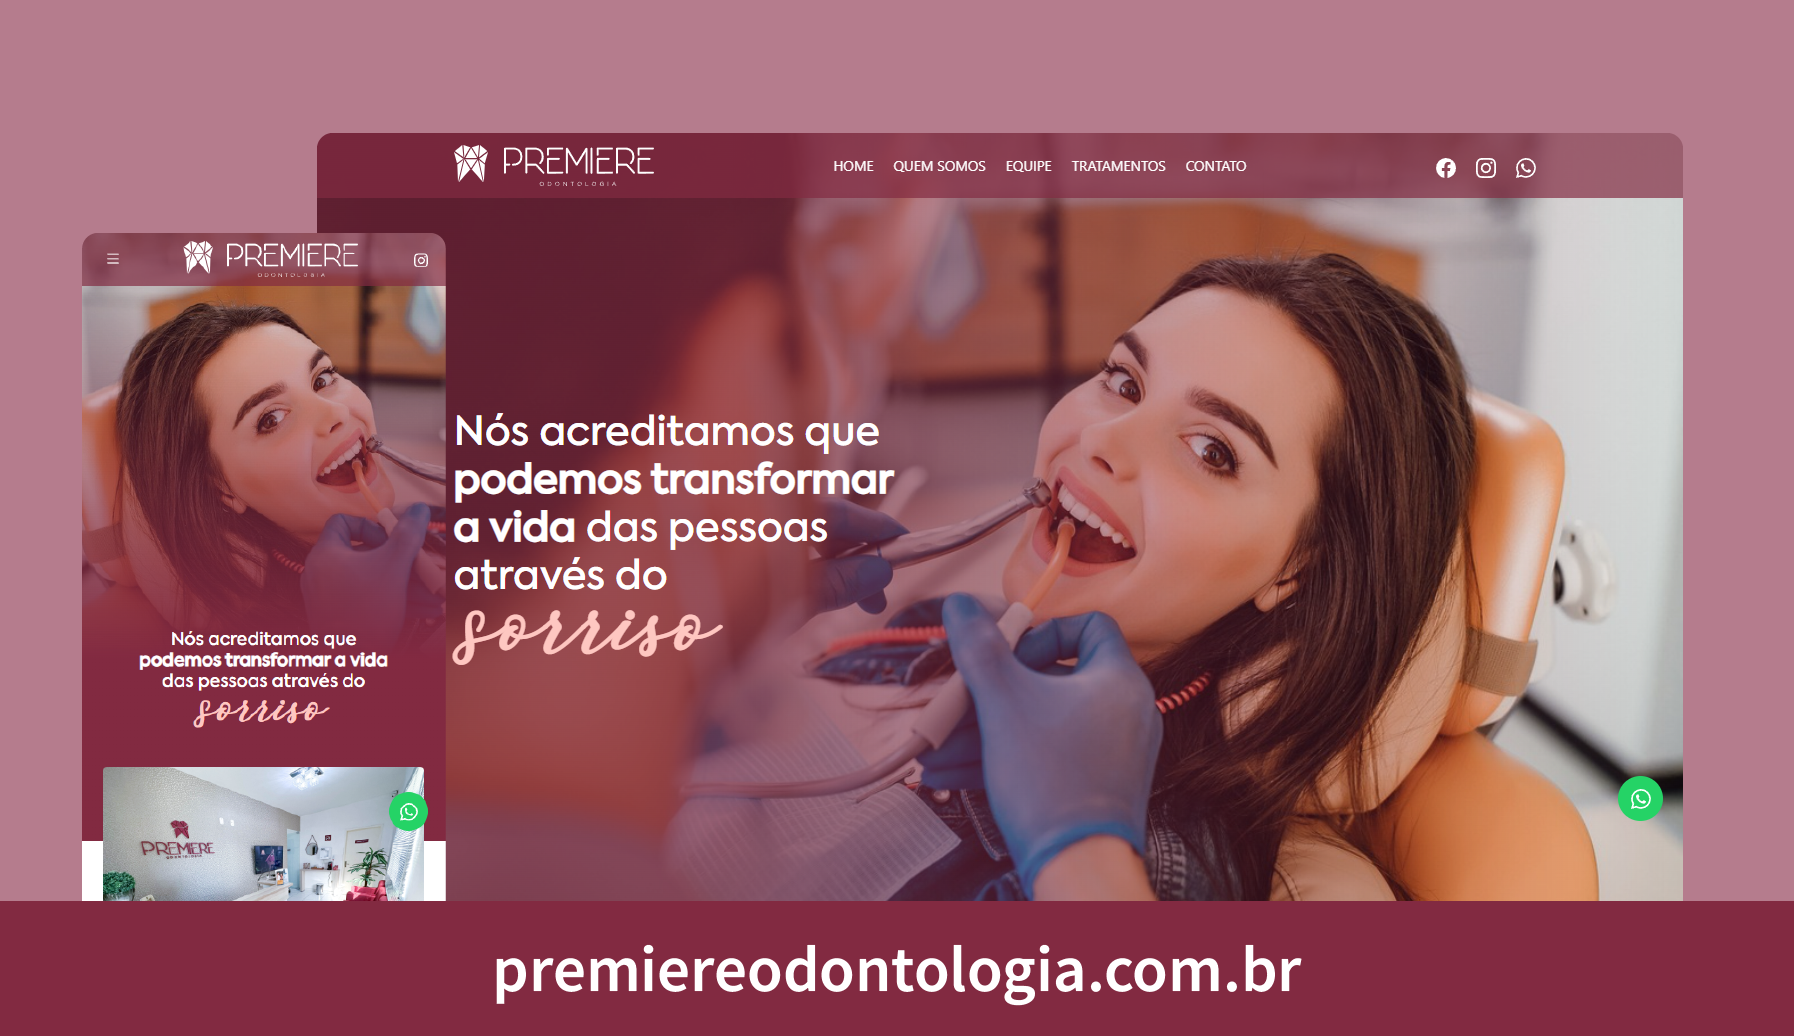 PREMIERE
ODONTOLOGIA
HOME QUEM SOMOS EQUIPE TRATAMENTOS CONTATO
Nós acreditamos que
podemos transformar
a vida das pessoas
através do
sorriso
PREMIERE
ODONTOLOGIA
Nós acreditamos que
podemos transformar a vida
das pessoas através do
sorriso
PREMIERE
ODONTOLOGIA
premiereodontologia.com.br